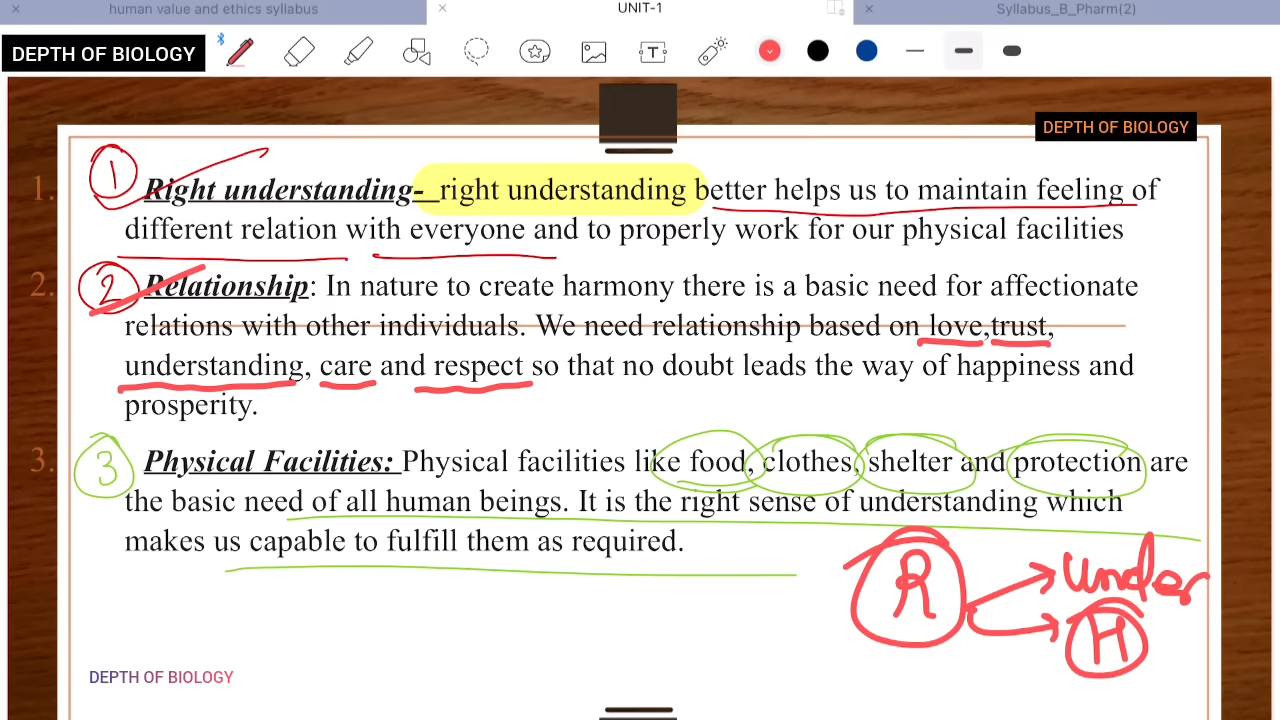 human value and ethics syllabus
UNIT-1
Syllabus_B_Pharm(2)
DEPTH OF BIOLOGY
T
DEPTH OF BIOLOGY
1
1. Right understanding- right understanding better helps us to maintain feeling of
different relation with everyone and to properly work for our physical facilities
2
2. Relationship: In nature to create harmony there is a basic need for affectionate
relations with other individuals. We need relationship based on love,trust,
understanding, care and respect so that no doubt leads the way of happiness and
prosperity.
3
3. Physical Facilities: Physical facilities like food, clothes, shelter and protection are
the basic need of all human beings. It is the right sense of understanding which
makes us capable to fulfill them as required.
R
under
H
DEPTH OF BIOLOGY